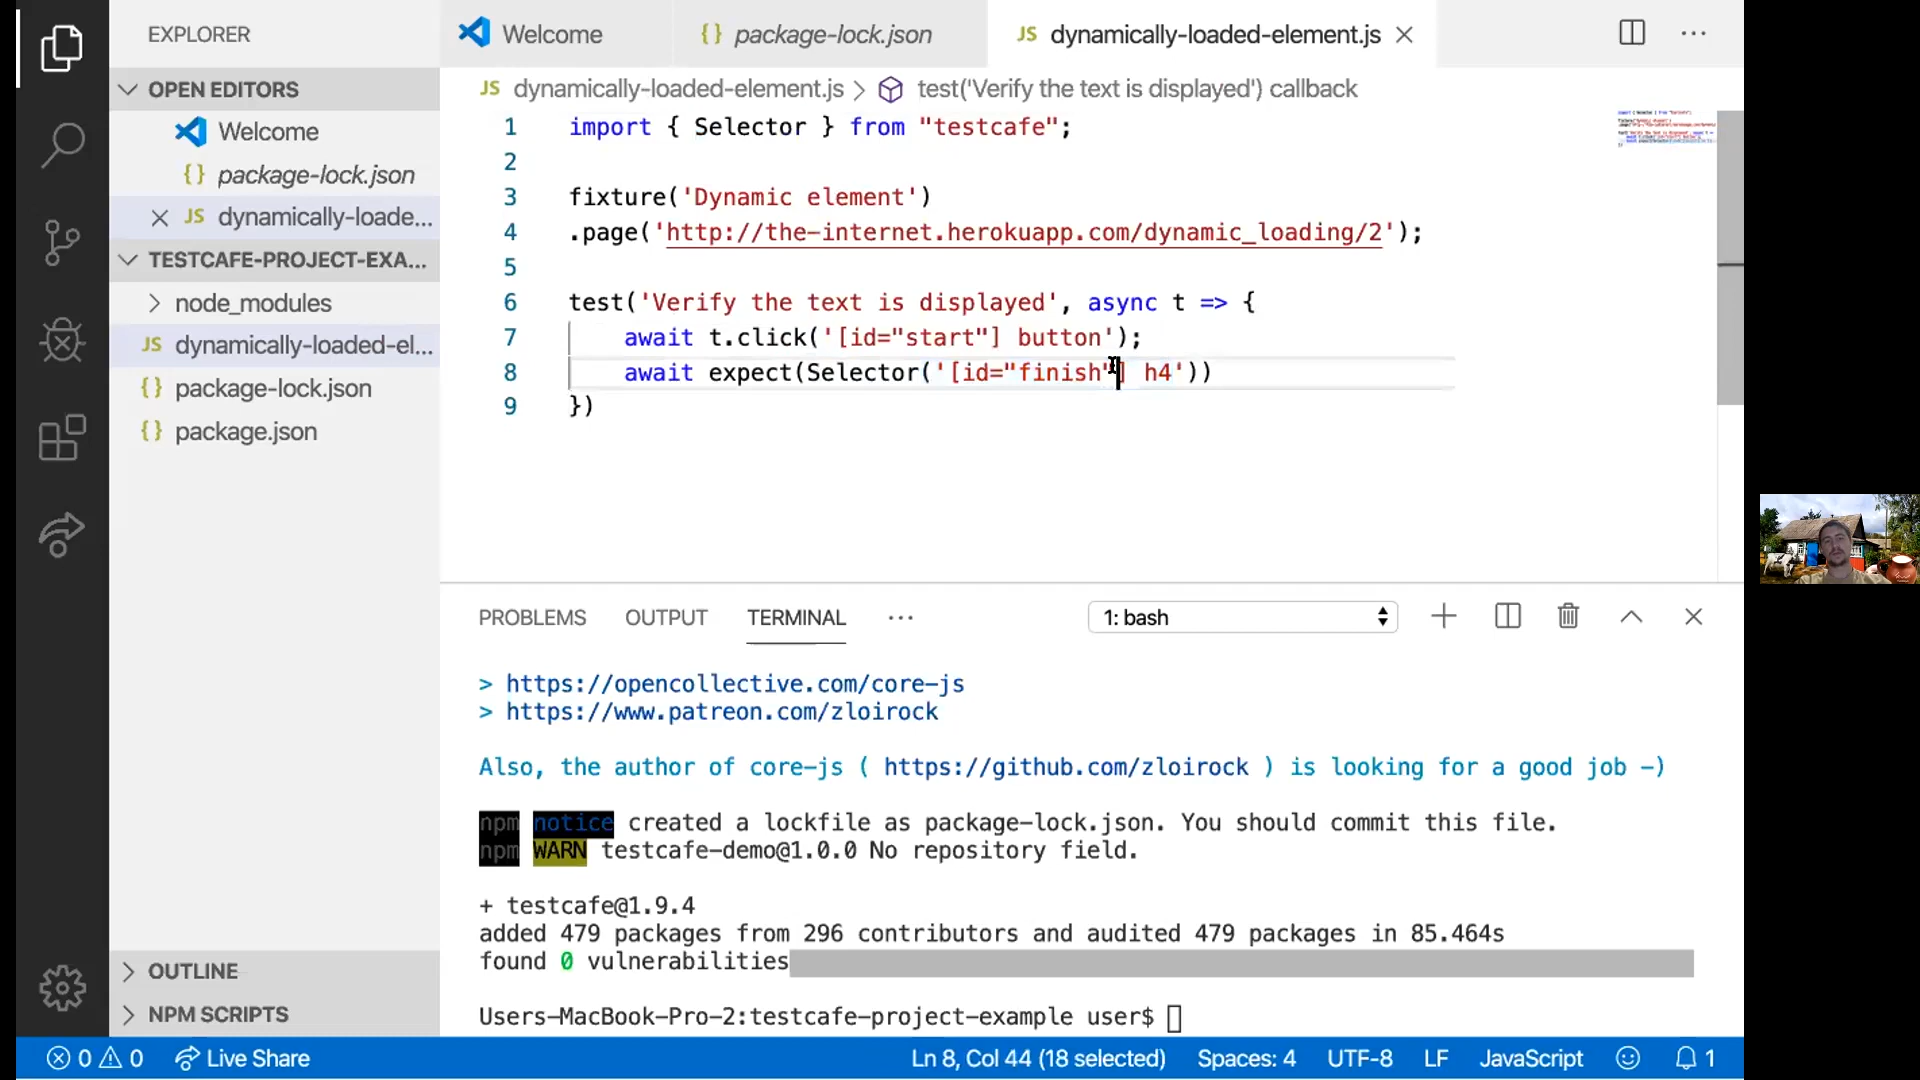 EXPLORER
Welcome
package-lock.json
JS dynamically-loaded-element.js
OPEN EDITORS
Welcome
{} package-lock.json
JS dynamically-loade...
TESTCAFE-PROJECT-EXA...
node_modules
JS dynamically-loaded-el...
{} package-lock.json
{} package.json
OUTLINE
NPM SCRIPTS
JS dynamically-loaded-element.js > test('Verify the text is displayed') callback
1 import { Selector } from "testcafe";
2
3 fixture('Dynamic element')
4 .page('http://the-internet.herokuapp.com/dynamic_loading/2');
5
6 test('Verify the text is displayed', async t => {
7 await t.click('[id="start"] button');
8 await expect(Selector('[id="finish"] h4'))
9 })
PROBLEMS OUTPUT TERMINAL ... 1: bash
> https://opencollective.com/core-js
> https://www.patreon.com/zloirock
Also, the author of core-js ( https://github.com/zloirock ) is looking for a good job -)
npm notice created a lockfile as package-lock.json. You should commit this file.
npm WARN testcafe-demo@1.0.0 No repository field.
+ testcafe@1.9.4
added 479 packages from 296 contributors and audited 479 packages in 85.464s
found 0 vulnerabilities
Users-MacBook-Pro-2:testcafe-project-example user$
0 0 Live Share Ln 8, Col 44 (18 selected) Spaces: 4 UTF-8 LF JavaScript 1